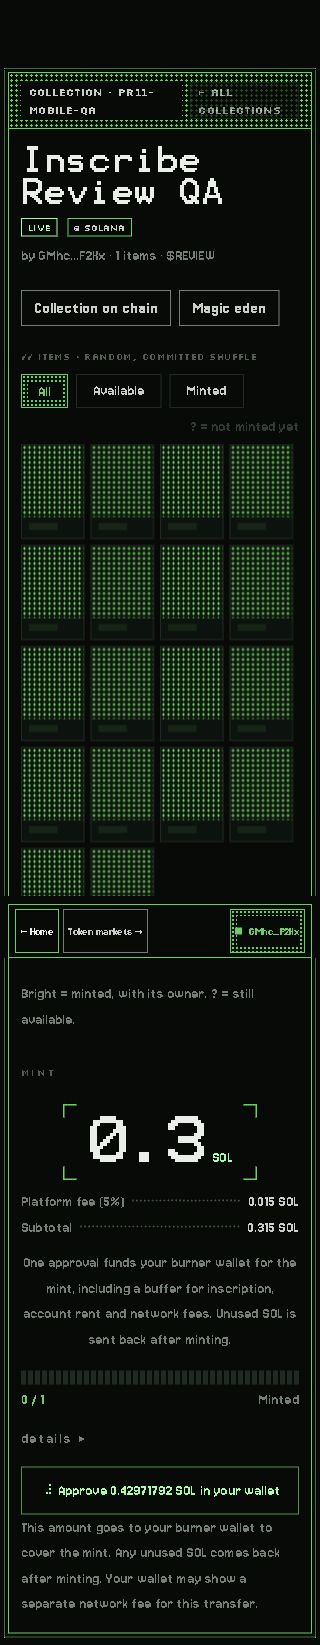 COLLECTION · PR11-
MOBILE-QA
← ALL
COLLECTIONS
Inscribe
Review QA
LIVE
@ SOLANA
by GMhc…F2Hx · 1 items · $REVIEW
Collection on chain
Magic eden
// ITEMS · RANDOM, COMMITTED SHUFFLE
All
Available
Minted
? = not minted yet
← Home
Token markets →
GMhc…F2Hx
Bright = minted, with its owner. ? = still
available.
MINT
0.3 SOL
Platform fee (5%) 0.015 SOL
Subtotal 0.315 SOL
One approval funds your burner wallet for the
mint, including a buffer for inscription,
account rent and network fees. Unused SOL is
sent back after minting.
0 / 1
Minted
details ▸
Approve 0.42971792 SOL in your wallet
This amount goes to your burner wallet to
cover the mint. Any unused SOL comes back
after minting. Your wallet may show a
separate network fee for this transfer.